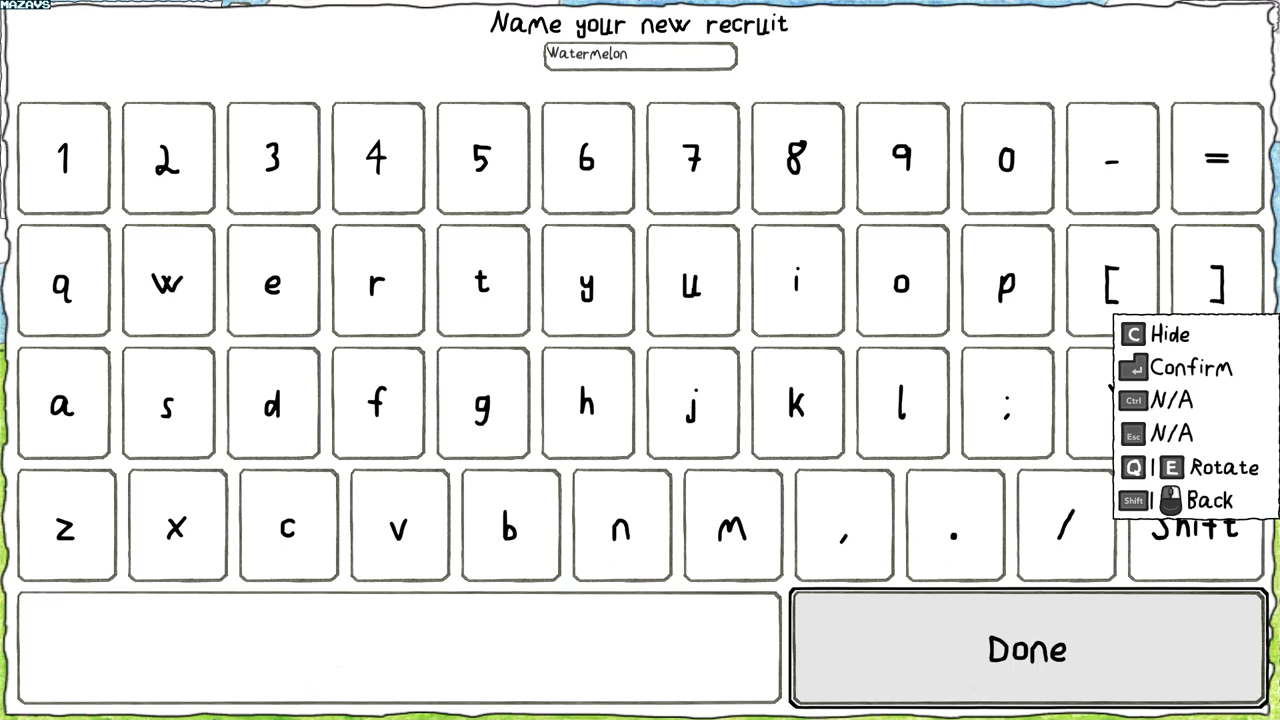 MAZAVS
Name your new recruit
Watermelon
1 2 3 4 5 6 7 8 9 0 - =
q w e r t y u i o p [ ]
a s d f g h j k l ;
z x c v b n m , . / Shift
Done
C Hide
Confirm
Ctrl N/A
Esc N/A
Q | E Rotate
Shift | Back